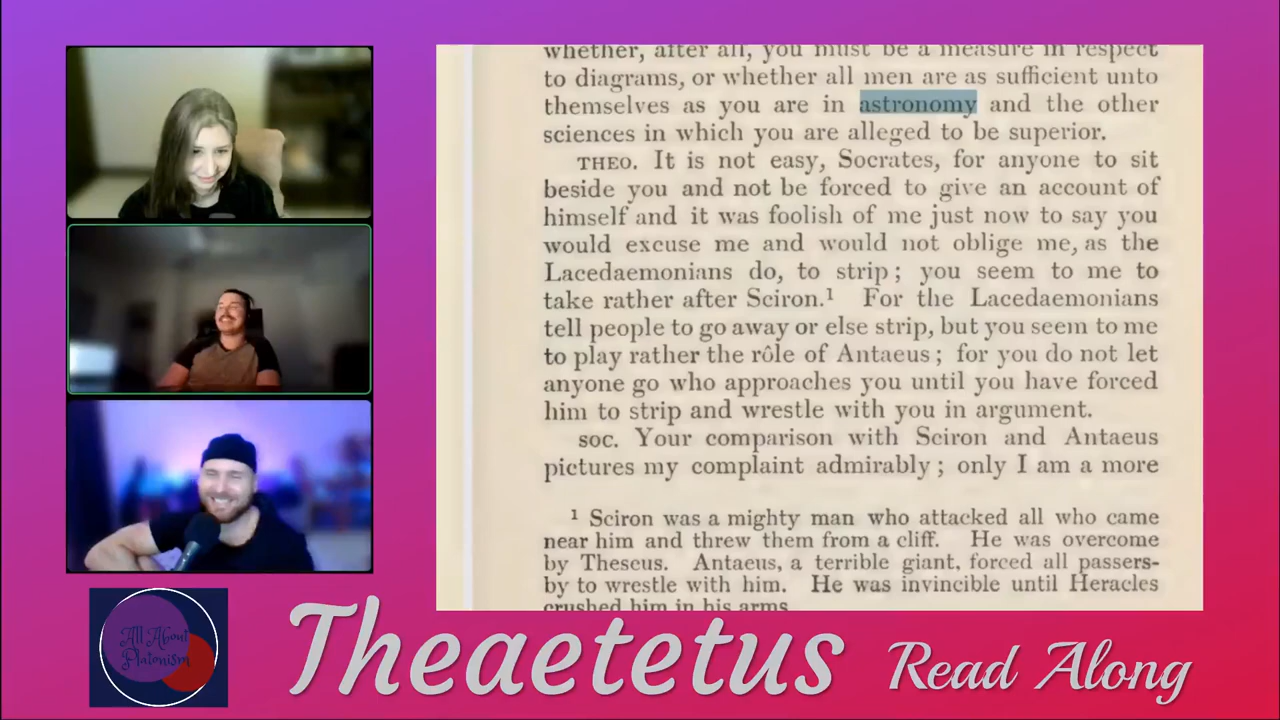 whether, after all, you must be a measure in respect
to diagrams, or whether all men are as sufficient unto
themselves as you are in astronomy and the other
sciences in which you are alleged to be superior.
THEO. It is not easy, Socrates, for anyone to sit
beside you and not be forced to give an account of
himself and it was foolish of me just now to say you
would excuse me and would not oblige me, as the
Lacedaemonians do, to strip; you seem to me to
take rather after Sciron.¹ For the Lacedaemonians
tell people to go away or else strip, but you seem to me
to play rather the rôle of Antaeus; for you do not let
anyone go who approaches you until you have forced
him to strip and wrestle with you in argument.
SOC. Your comparison with Sciron and Antaeus
pictures my complaint admirably; only I am a more
¹ Sciron was a mighty man who attacked all who came
near him and threw them from a cliff. He was overcome
by Theseus. Antaeus, a terrible giant, forced all passers-
by to wrestle with him. He was invincible until Heracles
crushed him in his arms
All About
Platonism
Theaetetus Read Along